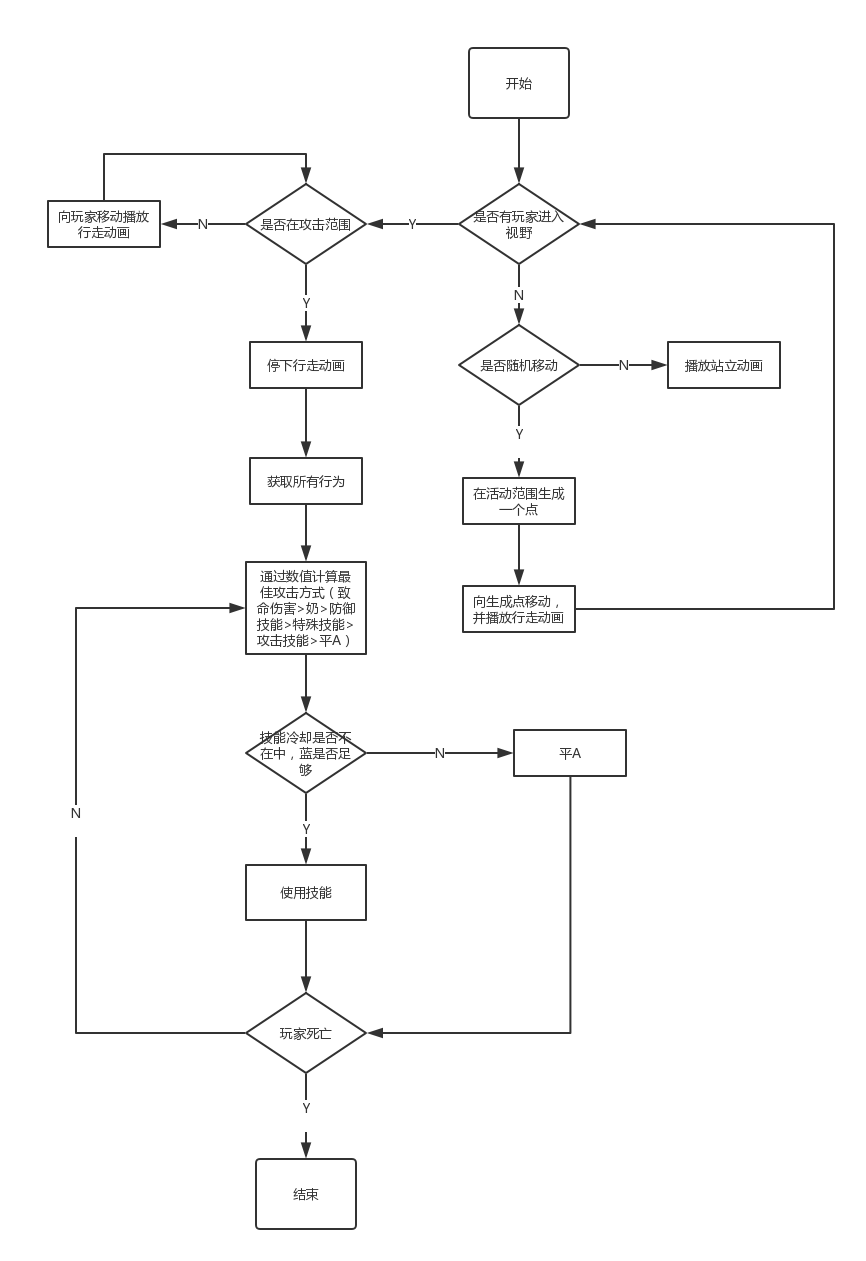 开始
是否有玩家进入
视野
Y
是否在攻击范围
N
向玩家移动播放
行走动画
N
Y
是否随机移动
N
播放站立动画
停下行走动画
Y
获取所有行为
在活动范围生成
一个点
通过数值计算最
佳攻击方式（致
命伤害>奶>防御
技能>特殊技能>
攻击技能>平A）
向生成点移动，
并播放行走动画
技能冷却是否不
在中，蓝是否足
够
N
平A
N
Y
使用技能
玩家死亡
Y
结束